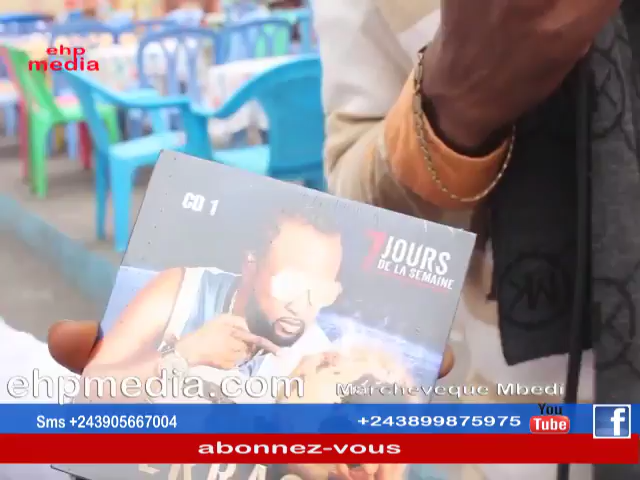 ehp
media
CD 1
7 JOURS
DE LA SEMAINE
ehpmedia.com
Marcheveque Mbedi
Sms +243905667004
+243899875975
You
Tube
f
abonnez-vous